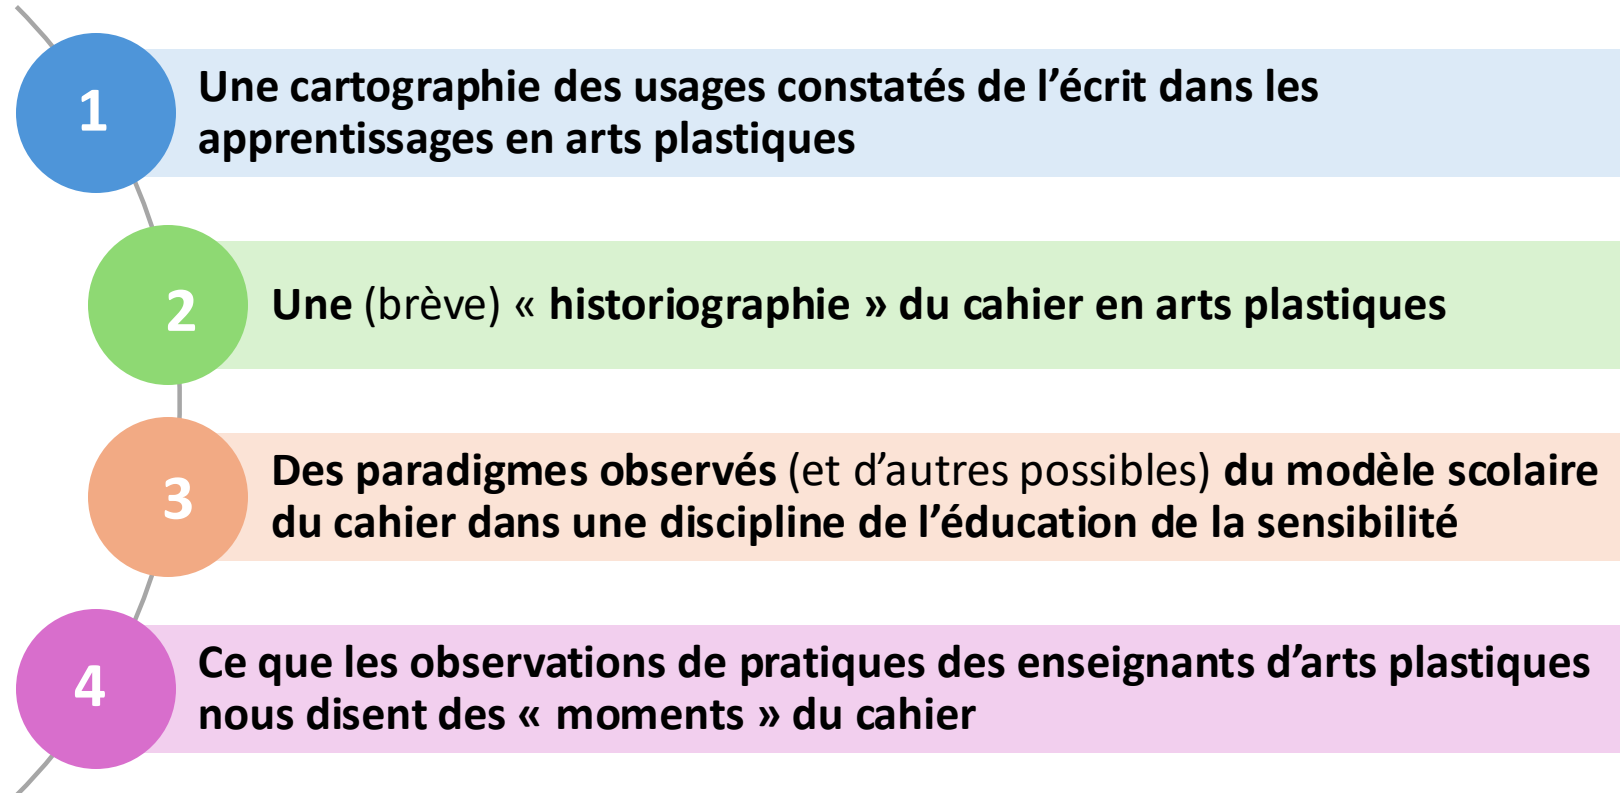 1
Une cartographie des usages constatés de l’écrit dans les
apprentissages en arts plastiques
2
Une (brève) « historiographie » du cahier en arts plastiques
3
Des paradigmes observés (et d’autres possibles) du modèle scolaire
du cahier dans une discipline de l’éducation de la sensibilité
4
Ce que les observations de pratiques des enseignants d’arts plastiques
nous disent des « moments » du cahier